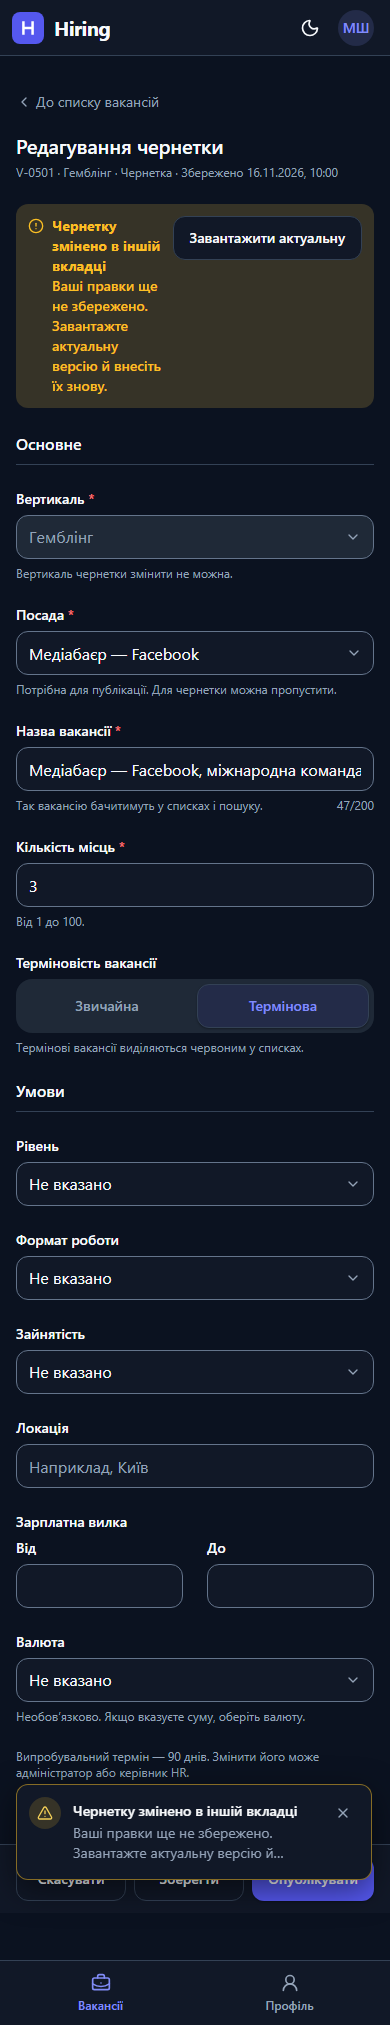 H Hiring
МШ
До списку вакансій
Редагування чернетки
V-0501 · Гемблінг · Чернетка · Збережено 16.11.2026, 10:00
Чернетку
змінено в іншій
вкладці
Ваші правки ще
не збережено.
Завантажте
актуальну
версію й внесіть
їх знову.
Завантажити актуальну
Основне
Вертикаль *
Гемблінг
Вертикаль чернетки змінити не можна.
Посада *
Медіабаєр — Facebook
Потрібна для публікації. Для чернетки можна пропустити.
Назва вакансії *
Медіабаєр — Facebook, міжнародна команда
Так вакансію бачитимуть у списках і пошуку. 47/200
Кількість місць *
3
Від 1 до 100.
Терміновість вакансії
Звичайна Термінова
Термінові вакансії виділяються червоним у списках.
Умови
Рівень
Не вказано
Формат роботи
Не вказано
Зайнятість
Не вказано
Локація
Наприклад, Київ
Зарплатна вилка
Від До
Валюта
Не вказано
Необов'язково. Якщо вказуєте суму, оберіть валюту.
Випробувальний термін — 90 днів. Змінити його може
адміністратор або керівник HR.
Чернетку змінено в іншій вкладці
Ваші правки ще не збережено.
Завантажте актуальну версію й...
Скасувати Зберегти Опублікувати
Вакансії Профіль